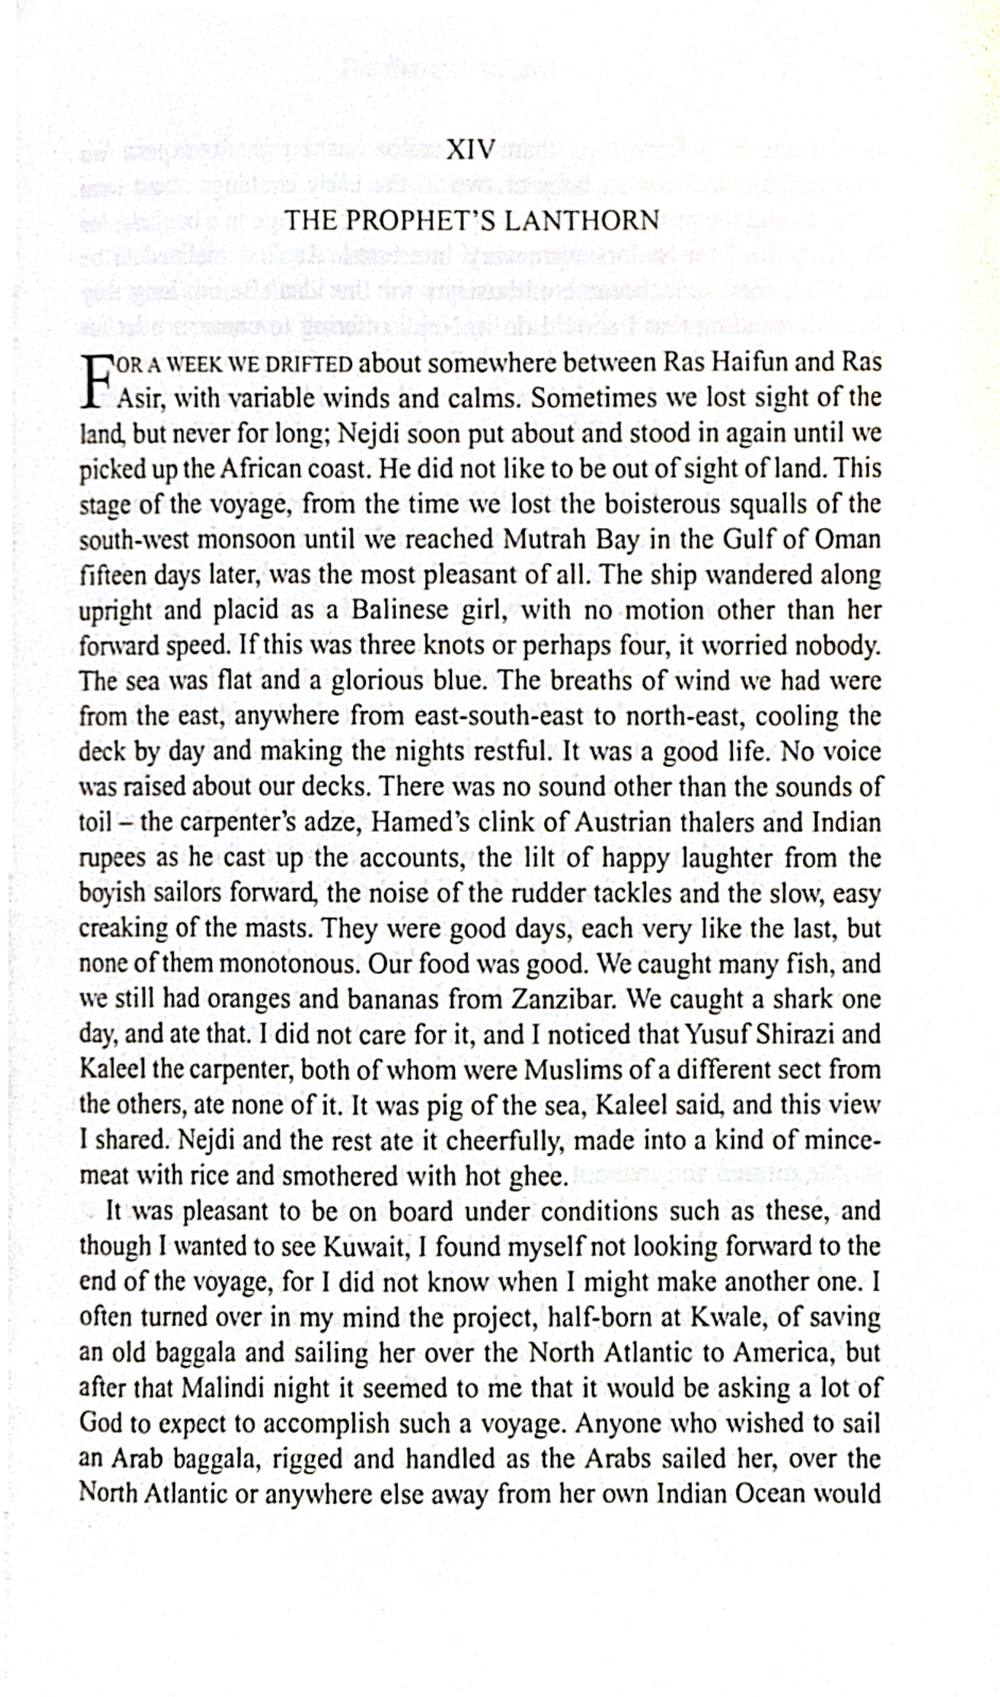 XIV
THE PROPHET'S LANTHORN
FOR A WEEK WE DRIFTED about somewhere between Ras Haifun and Ras
Asir, with variable winds and calms. Sometimes we lost sight of the
land, but never for long; Nejdi soon put about and stood in again until we
picked up the African coast. He did not like to be out of sight of land. This
stage of the voyage, from the time we lost the boisterous squalls of the
south-west monsoon until we reached Mutrah Bay in the Gulf of Oman
fifteen days later, was the most pleasant of all. The ship wandered along
upright and placid as a Balinese girl, with no motion other than her
forward speed. If this was three knots or perhaps four, it worried nobody.
The sea was flat and a glorious blue. The breaths of wind we had were
from the east, anywhere from east-south-east to north-east, cooling the
deck by day and making the nights restful. It was a good life. No voice
was raised about our decks. There was no sound other than the sounds of
toil – the carpenter's adze, Hamed's clink of Austrian thalers and Indian
rupees as he cast up the accounts, the lilt of happy laughter from the
boyish sailors forward, the noise of the rudder tackles and the slow, easy
creaking of the masts. They were good days, each very like the last, but
none of them monotonous. Our food was good. We caught many fish, and
we still had oranges and bananas from Zanzibar. We caught a shark one
day, and ate that. I did not care for it, and I noticed that Yusuf Shirazi and
Kaleel the carpenter, both of whom were Muslims of a different sect from
the others, ate none of it. It was pig of the sea, Kaleel said, and this view
I shared. Nejdi and the rest ate it cheerfully, made into a kind of mince-
meat with rice and smothered with hot ghee.
It was pleasant to be on board under conditions such as these, and
though I wanted to see Kuwait, I found myself not looking forward to the
end of the voyage, for I did not know when I might make another one. I
often turned over in my mind the project, half-born at Kwale, of saving
an old baggala and sailing her over the North Atlantic to America, but
after that Malindi night it seemed to me that it would be asking a lot of
God to expect to accomplish such a voyage. Anyone who wished to sail
an Arab baggala, rigged and handled as the Arabs sailed her, over the
North Atlantic or anywhere else away from her own Indian Ocean would